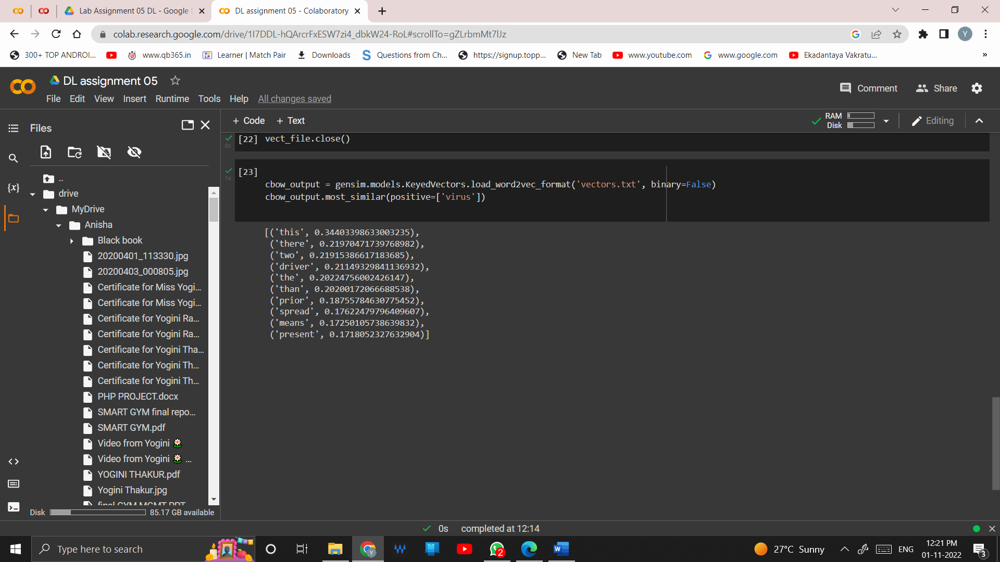 Lab Assignment 05 DL - Google
DL assignment 05 - Colaboratory
colab.research.google.com/drive/1I7DDL-hQArcrFxESW7zi4_dbkW24-RoL#scrollTo=gZLrbmMt7lJz
Y
300+ TOP ANDROI...
www.qb365.in
Learner | Match Pair
Downloads
Questions from Ch...
https://signup.topp...
New Tab
www.youtube.com
www.google.com
Ekadantaya Vakratu...
»
DL assignment 05
File Edit View Insert Runtime Tools Help All changes saved
Comment
Share
Files
+ Code + Text
RAM
Disk
Editing
..
drive
MyDrive
Anisha
Black book
20200401_113330.jpg
20200403_000805.jpg
Certificate for Miss Yogi...
Certificate for Miss Yogi...
Certificate for Yogini Ra...
Certificate for Yogini Ra...
Certificate for Yogini Tha...
Certificate for Yogini Th...
Certificate for Yogini Th...
PHP PROJECT.docx
SMART GYM final repo...
SMART GYM.pdf
Video from Yogini
Video from Yogini ...
YOGINI THAKUR.pdf
Yogini Thakur.jpg
final GYM MGMT PPT
Disk 85.17 GB available
{x}
0s
[22] vect_file.close()
1s
[23]
cbow_output = gensim.models.KeyedVectors.load_word2vec_format('vectors.txt', binary=False)
cbow_output.most_similar(positive=['virus'])
[('this', 0.34403398633003235),
('there', 0.21970471739768982),
('two', 0.21915386617183685),
('driver', 0.21149329841136932),
('the', 0.20224756002426147),
('than', 0.20200172066688538),
('prior', 0.18755784630775452),
('spread', 0.17622479796409607),
('means', 0.17250105738639832),
('present', 0.1718052327632904)]
0s completed at 12:14
Type here to search
2
27°C Sunny
ENG
12:21 PM
01-11-2022
3